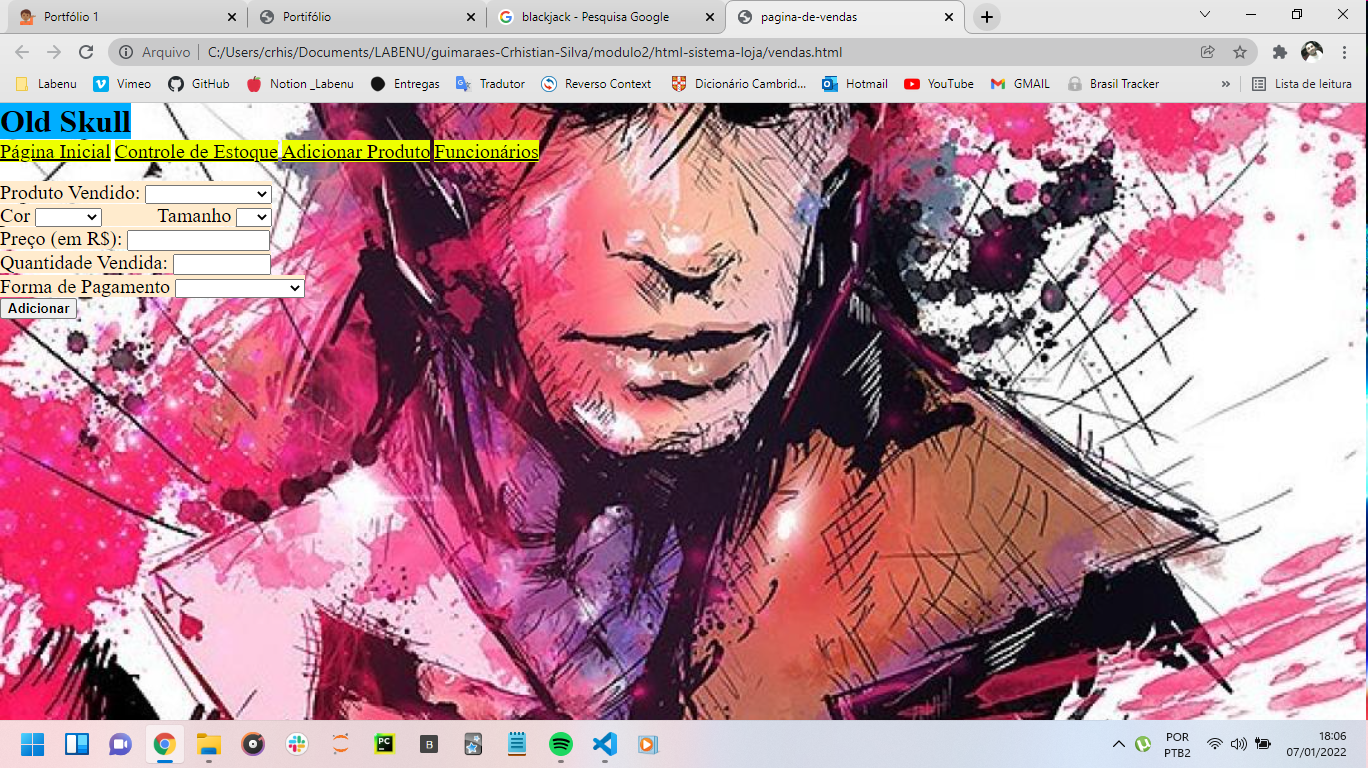 Portfólio 1
Portifólio
blackjack - Pesquisa Google
pagina-de-vendas
Arquivo | C:/Users/crhis/Documents/LABENU/guimaraes-Crhistian-Silva/modulo2/html-sistema-loja/vendas.html
Labenu Vimeo GitHub Notion _Labenu Entregas Tradutor Reverso Context Dicionário Cambrid... Hotmail YouTube GMAIL Brasil Tracker » Lista de leitura
Old Skull
Página Inicial Controle de Estoque Adicionar Produto Funcionários
Produto Vendido:
Cor Tamanho
Preço (em R$):
Quantidade Vendida:
Forma de Pagamento
Adicionar
A
PC
B
POR
PTB2
18:06
07/01/2022